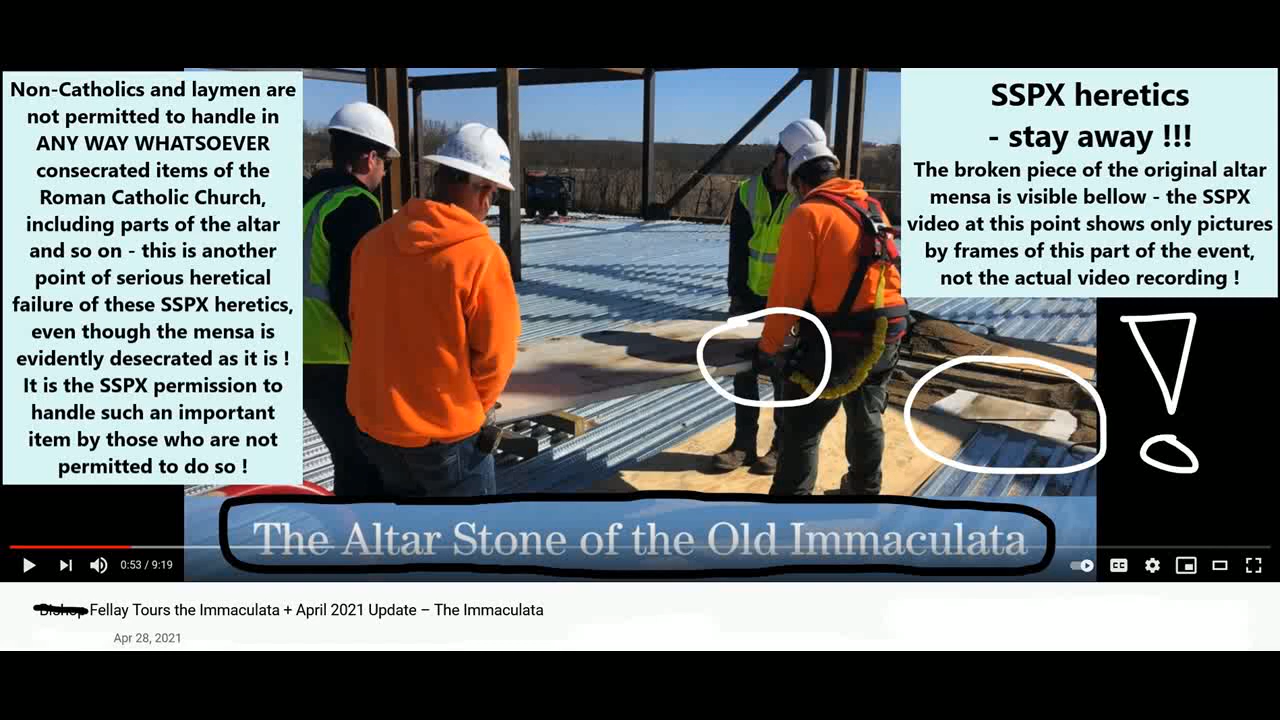 Non-Catholics and laymen are
not permitted to handle in
ANY WAY WHATSOEVER
consecrated items of the
Roman Catholic Church,
including parts of the altar
and so on - this is another
point of serious heretical
failure of these SSPX heretics,
even though the mensa is
evidently desecrated as it is !
It is the SSPX permission to
handle such an important
item by those who are not
permitted to do so !
SSPX heretics
- stay away !!!
The broken piece of the original altar
mensa is visible bellow - the SSPX
video at this point shows only pictures
by frames of this part of the event,
not the actual video recording !
!
The Altar Stone of the Old Immaculata
0:53 / 9:19
CC
Bishop Fellay Tours the Immaculata + April 2021 Update – The Immaculata
Apr 28, 2021